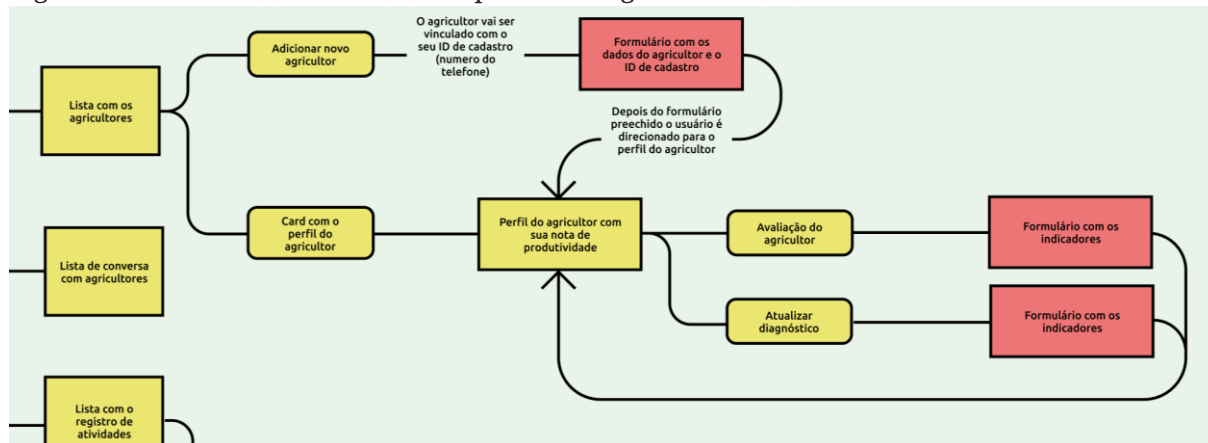 Adicionar novo
agricultor
O agricultor vai ser
vinculado com o
seu ID de cadastro
(numero do
telefone)
Formulário com os
dados do agricultor e o
ID de cadastro
Lista com os
agricultores
Depois do formulário
preechido o usuário é
direcionado para o
perfil do agricultor
Card com o
perfil do
agricultor
Perfil do agricultor com
sua nota de
produtividade
Avaliação do
agricultor
Formulário com os
indicadores
Lista de conversa
com agricultores
Atualizar
diagnóstico
Formulário com os
indicadores
Lista com o
registro de
atividades